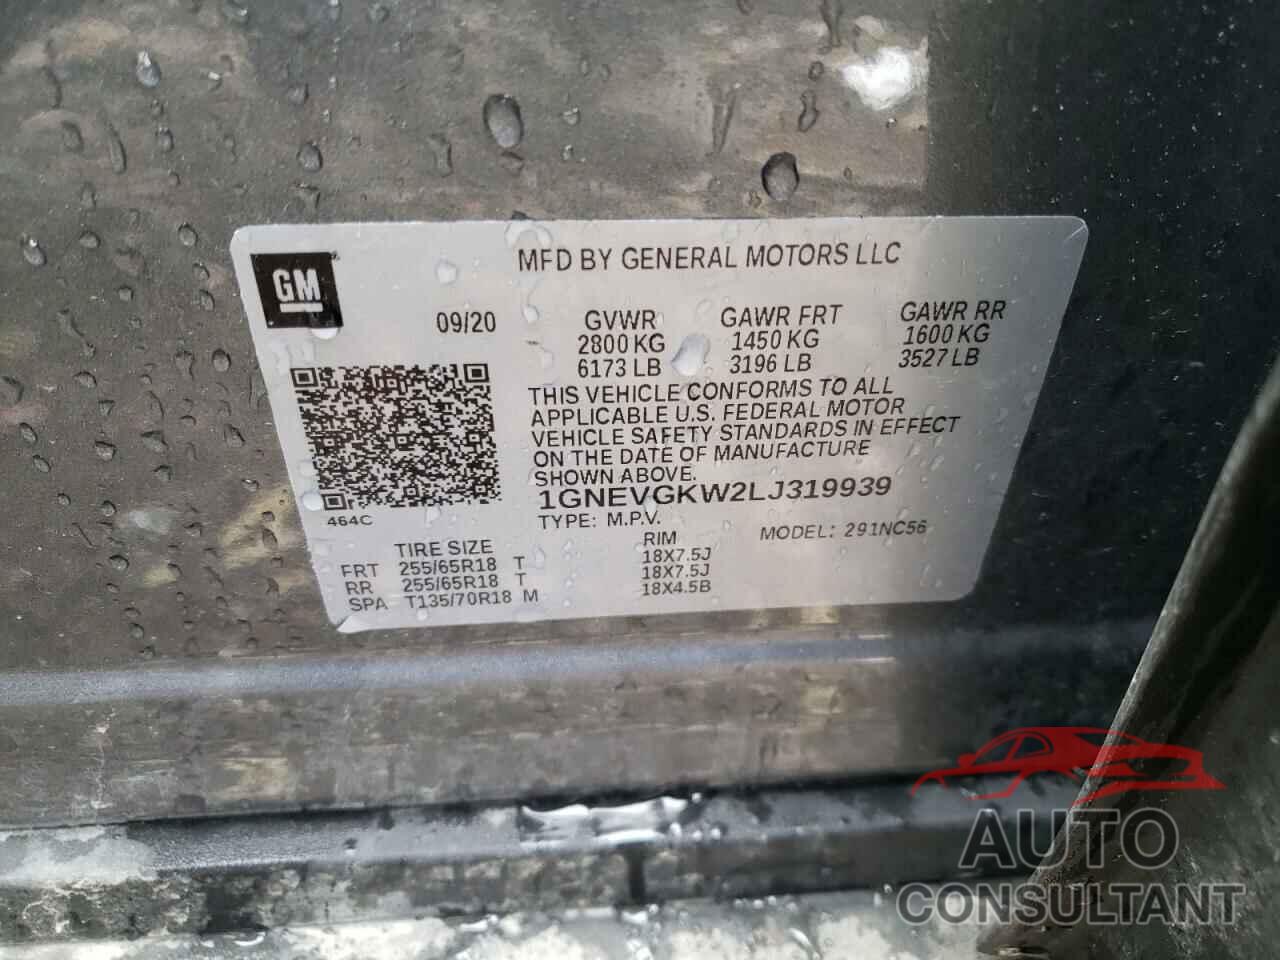 GM
MFD BY GENERAL MOTORS LLC
09/20
GVWR GAWR FRT GAWR RR
2800 KG 1450 KG 1600 KG
6173 LB 3196 LB 3527 LB
THIS VEHICLE CONFORMS TO ALL
APPLICABLE U.S. FEDERAL MOTOR
VEHICLE SAFETY STANDARDS IN EFFECT
ON THE DATE OF MANUFACTURE
SHOWN ABOVE.
1GNEVGKW2LJ319939
464C
TYPE: M.P.V. MODEL: 291NC56
TIRE SIZE RIM
FRT 255/65R18 T 18X7.5J
RR 255/65R18 T 18X7.5J
SPA T135/70R18 M 18X4.5B
AUTO
CONSULTANT